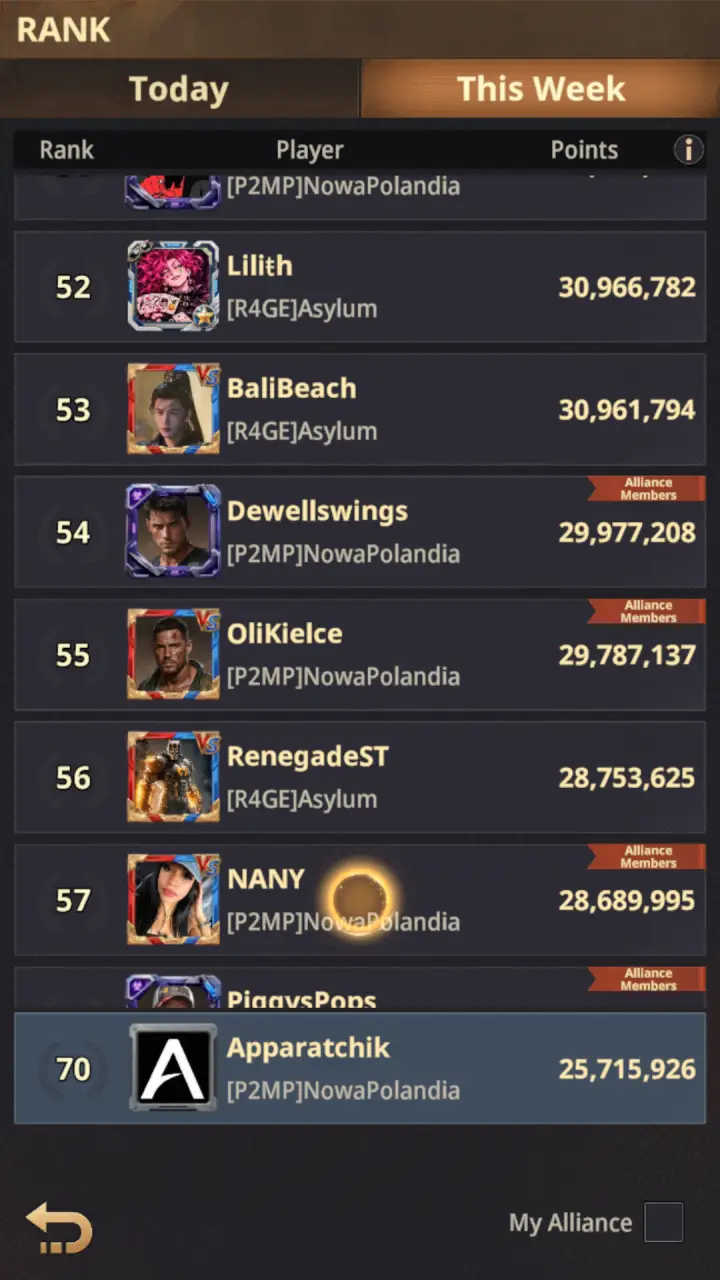 RANK
Today
This Week
Rank
Player
Points
[P2MP]NowaPolandia
52
Lilith
[R4GE]Asylum
30,966,782
53
BaliBeach
[R4GE]Asylum
30,961,794
Alliance
Members
54
Dewellswings
[P2MP]NowaPolandia
29,977,208
Alliance
Members
55
OliKielce
[P2MP]NowaPolandia
29,787,137
56
RenegadeST
[R4GE]Asylum
28,753,625
Alliance
Members
57
NANY
[P2MP]NowaPolandia
28,689,995
Alliance
Members
PiggysPops
70
Apparatchik
[P2MP]NowaPolandia
25,715,926
My Alliance